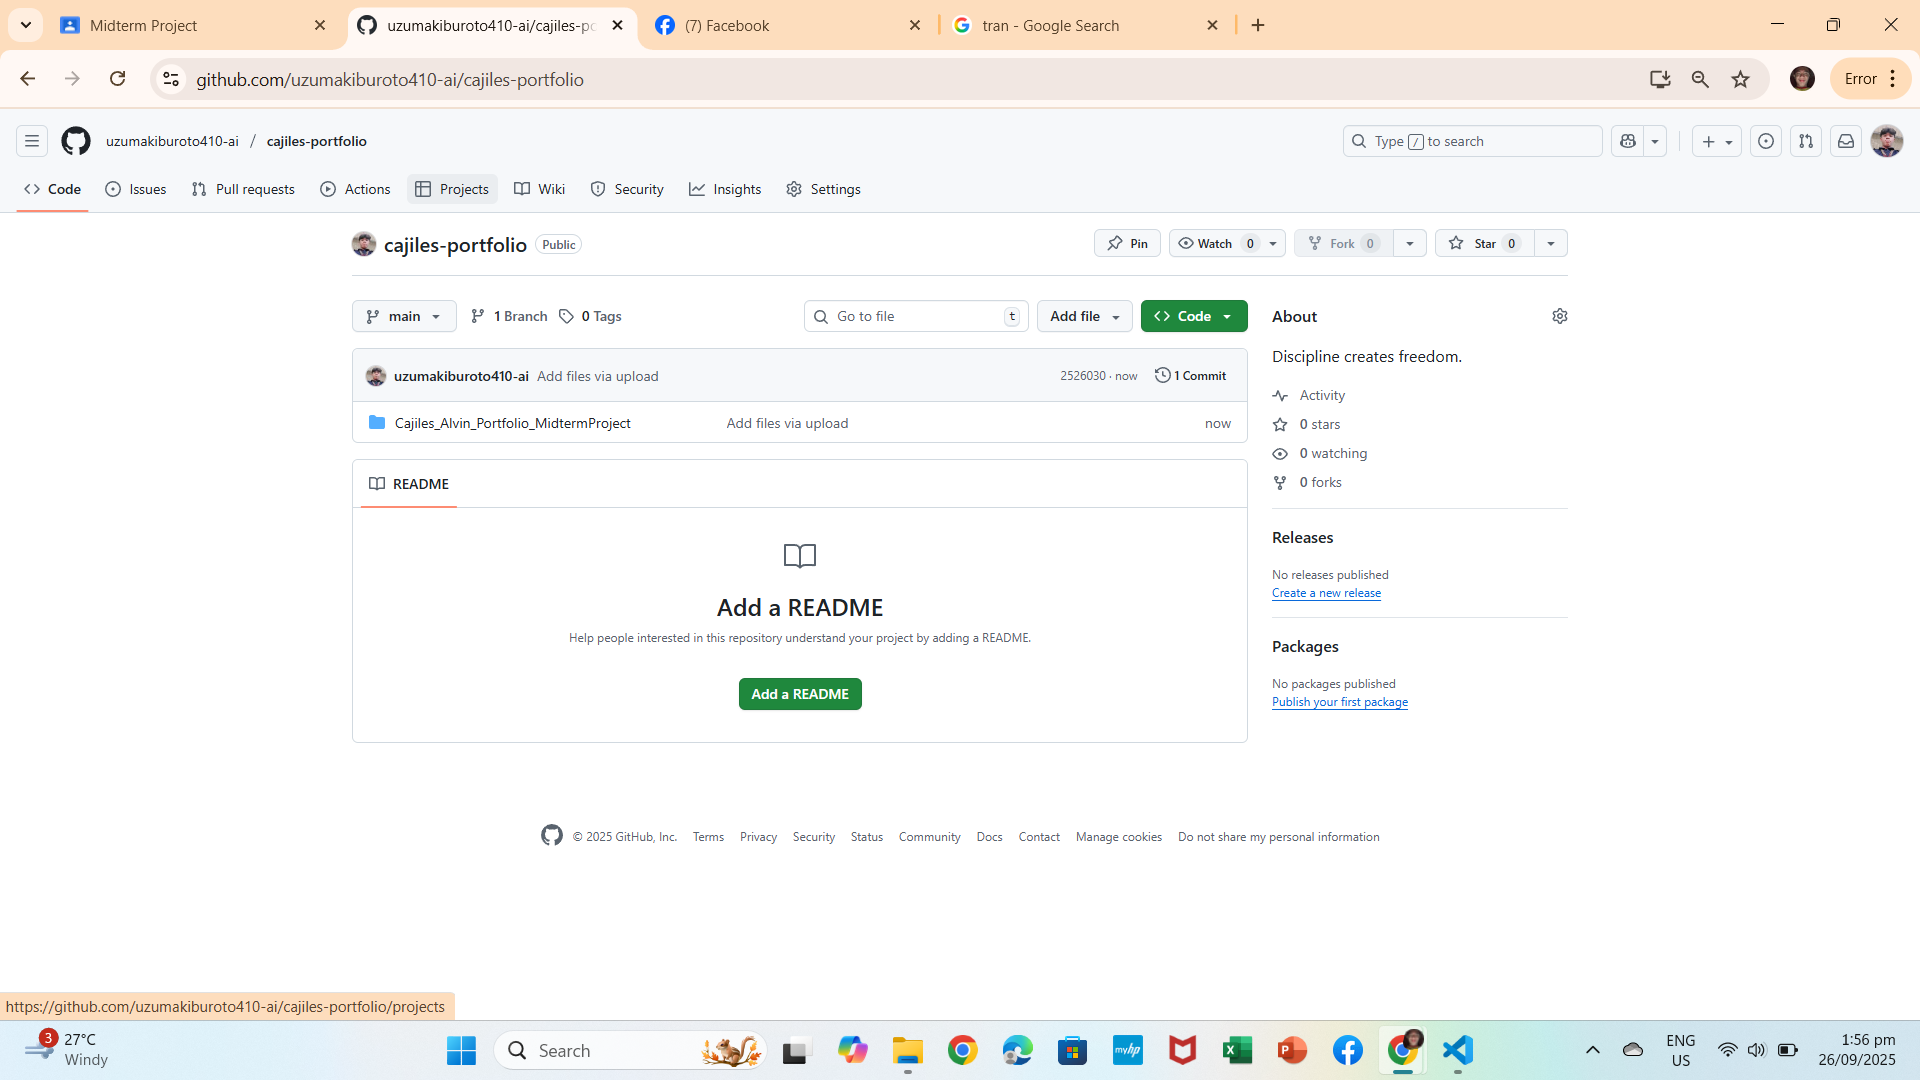 Midterm Project
uzumakiburoto410-ai/cajiles-po
(7) Facebook
tran - Google Search
github.com/uzumakiburoto410-ai/cajiles-portfolio
Error
uzumakiburoto410-ai / cajiles-portfolio
Type / to search
Code Issues Pull requests Actions Projects Wiki Security Insights Settings
cajiles-portfolio Public
Pin Watch 0 Fork 0 Star 0
main 1 Branch 0 Tags
Go to file t Add file Code
About
Discipline creates freedom.
uzumakiburoto410-ai Add files via upload 2526030 · now 1 Commit
Cajiles_Alvin_Portfolio_MidtermProject Add files via upload now
Activity
0 stars
0 watching
0 forks
README
Add a README
Help people interested in this repository understand your project by adding a README.
Add a README
Releases
No releases published
Create a new release
Packages
No packages published
Publish your first package
© 2025 GitHub, Inc. Terms Privacy Security Status Community Docs Contact Manage cookies Do not share my personal information
https://github.com/uzumakiburoto410-ai/cajiles-portfolio/projects
3
27°C
Windy
Search
myhp
ENG
US
1:56 pm
26/09/2025